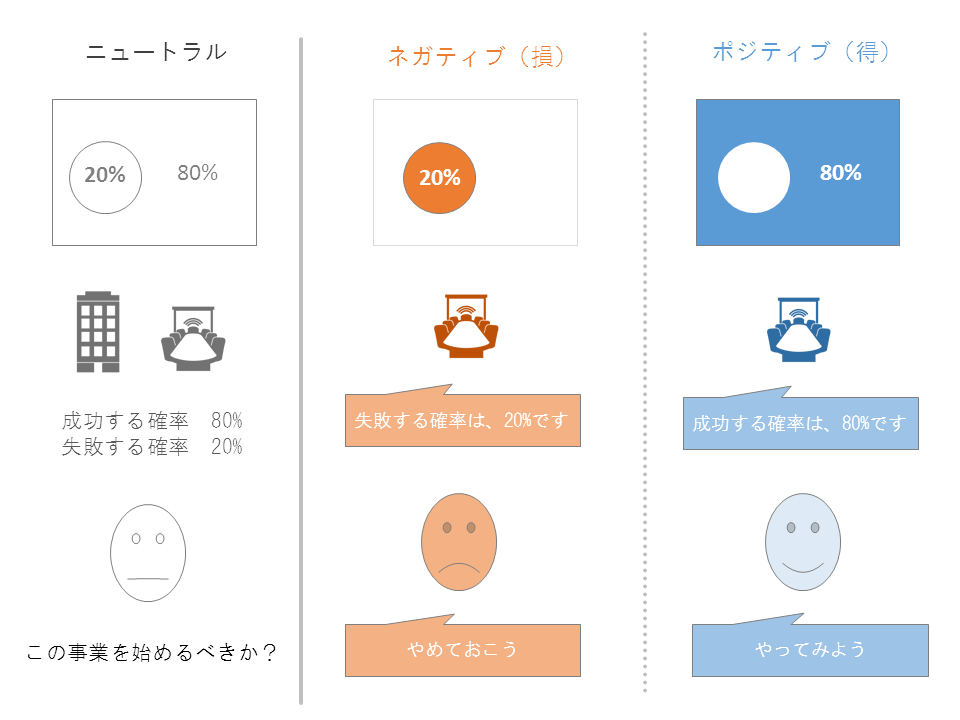 ニュートラル
20%
80%
成功する確率 80%
失敗する確率 20%
この事業を始めるべきか？
ネガティブ（損）
20%
失敗する確率は、20%です
やめておこう
ポジティブ（得）
80%
成功する確率は、80%です
やってみよう